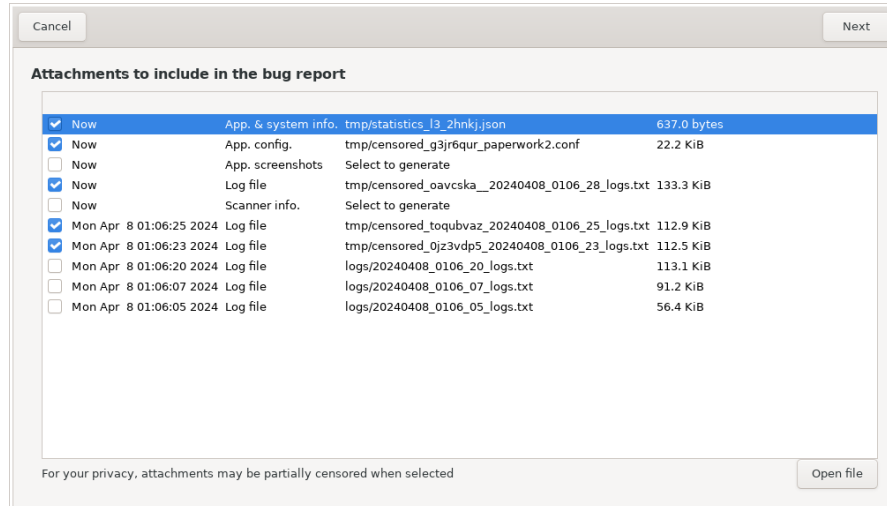 Cancel Next
Attachments to include in the bug report
Now App. & system info. tmp/statistics_l3_2hnkj.json 637.0 bytes
Now App. config. tmp/censored_g3jr6qur_paperwork2.conf 22.2 KiB
Now App. screenshots Select to generate
Now Log file tmp/censored_oavcska__20240408_0106_28_logs.txt 133.3 KiB
Now Scanner info. Select to generate
Mon Apr 8 01:06:25 2024 Log file tmp/censored_toqubvaz_20240408_0106_25_logs.txt 112.9 KiB
Mon Apr 8 01:06:23 2024 Log file tmp/censored_0jz3vdp5_20240408_0106_23_logs.txt 112.5 KiB
Mon Apr 8 01:06:20 2024 Log file logs/20240408_0106_20_logs.txt 113.1 KiB
Mon Apr 8 01:06:07 2024 Log file logs/20240408_0106_07_logs.txt 91.2 KiB
Mon Apr 8 01:06:05 2024 Log file logs/20240408_0106_05_logs.txt 56.4 KiB
For your privacy, attachments may be partially censored when selected Open file